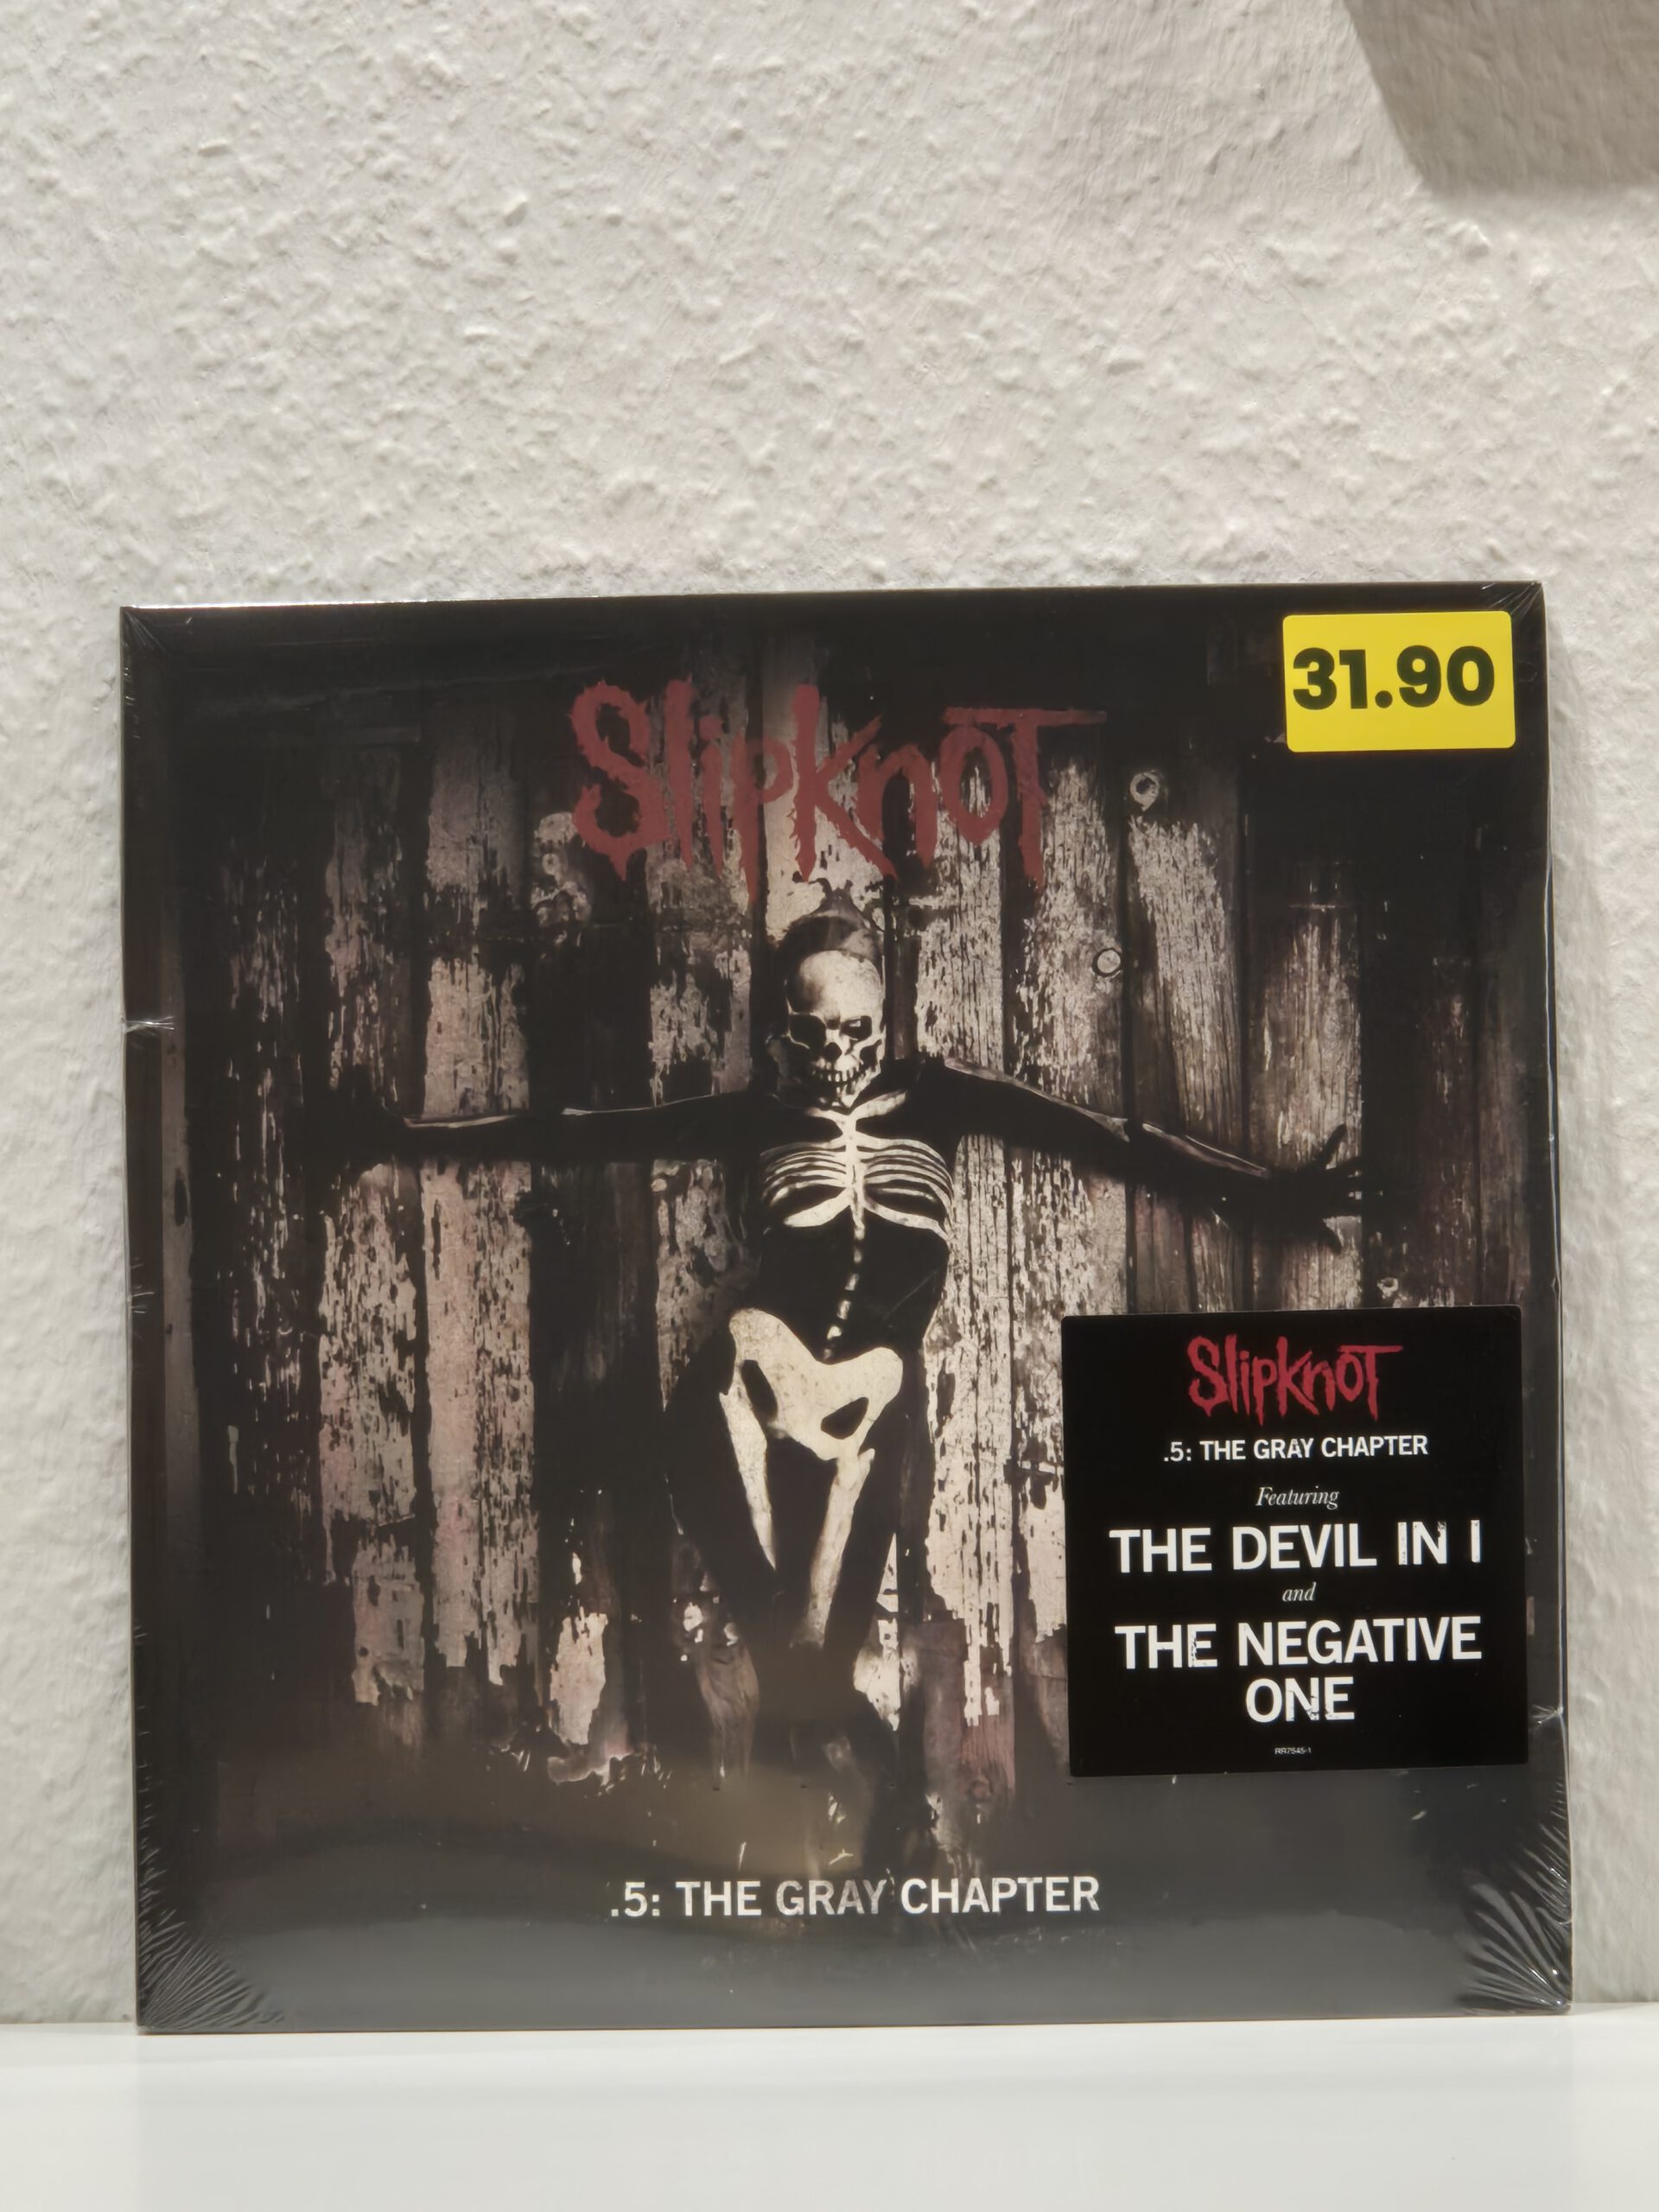 31.90
Slipknot
Slipknot
.5: THE GRAY CHAPTER
Featuring
THE DEVIL IN I
and
THE NEGATIVE
ONE
RR7545-1
.5: THE GRAY CHAPTER